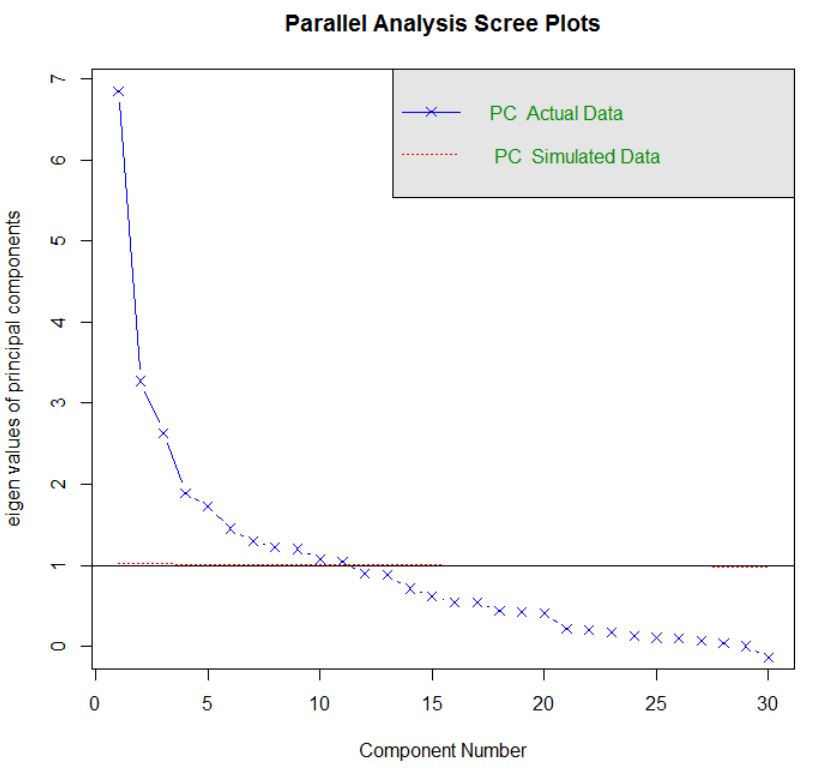 Parallel Analysis Scree Plots
PC Actual Data
PC Simulated Data
eigen values of principal components
7
6
5
4
3
2
1
0
0 5 10 15 20 25 30
Component Number